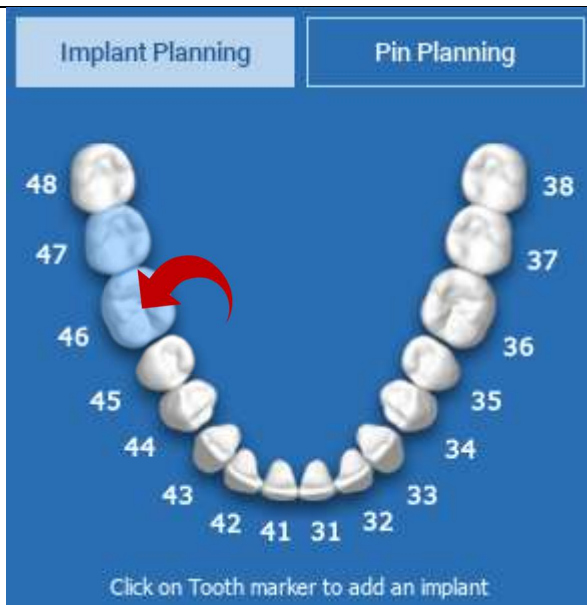 Implant Planning Pin Planning
48 38
47 37
46 36
45 35
44 34
43 33
42 41 31 32
Click on Tooth marker to add an implant